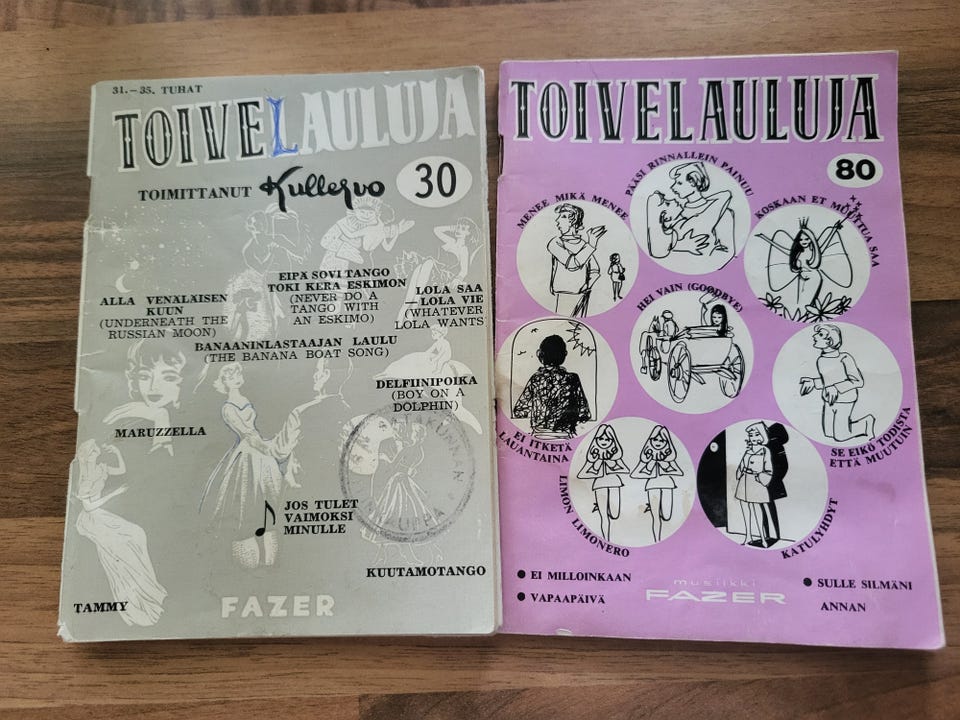 31.–35. TUHAT
TOIVELAULUJA
TOIMITTANUT Kullervo 30
ALLA VENÄLÄISEN
KUUN
(UNDERNEATH THE
RUSSIAN MOON)
EIPÄ SOVI TANGO
TOKI KERA ESKIMON
(NEVER DO A
TANGO WITH
AN ESKIMO)
LOLA SAA
— LOLA VIE
(WHATEVER
LOLA WANTS
BANAANINLASTAAJAN LAULU
(THE BANANA BOAT SONG)
DELFIINIPOIKA
(BOY ON A
DOLPHIN)
MARUZZELLA
JOS TULET
VAIMOKSI
MINULLE
KUUTAMOTANGO
TAMMY
FAZER
TOIVELAULUJA
80
MENEE MIKÄ MENEE
PÄÄSI RINNALLEIN PAINUU
KOSKAAN ET MUUTTUA SAA
HEI VAIN (GOODBYE)
EI ITKETÄ
LAUANTAINA
SE EIKÖ TODISTA
ETTÄ MUUTUIN
LIMON LIMONERO
KATULYHDYT
● EI MILLOINKAAN
● VAPAAPÄIVÄ
musiikki
FAZER
● SULLE SILMÄNI
ANNAN